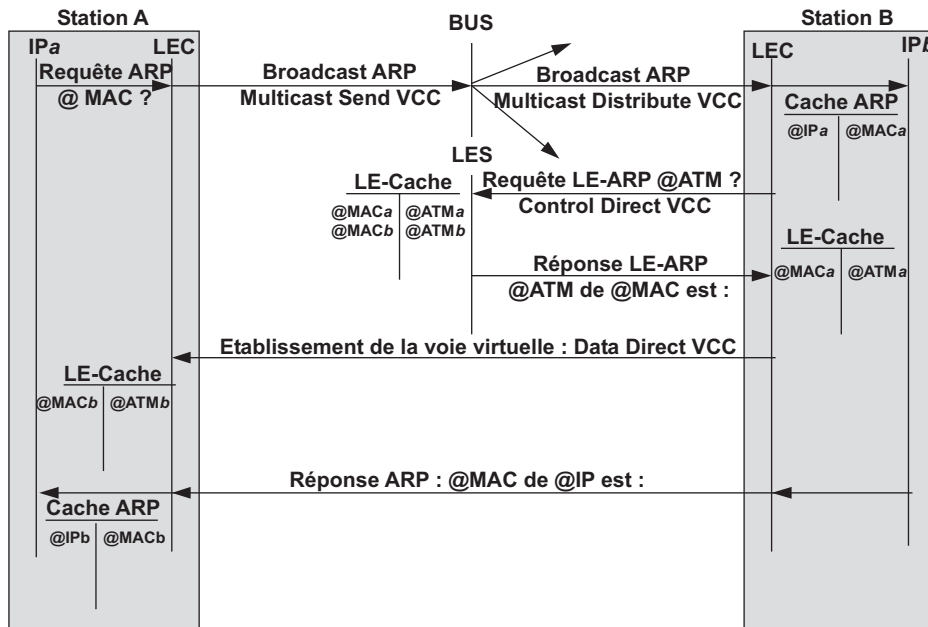 Station A
BUS
Station B
IPa
LEC
LEC
IPb
Requête ARP
@ MAC ?
Broadcast ARP
Multicast Send VCC
Broadcast ARP
Multicast Distribute VCC
Cache ARP
@IPa
@MACa
LES
LE-Cache
@MACa
@ATMa
@MACb
@ATMb
Requête LE-ARP @ATM ?
Control Direct VCC
LE-Cache
@MACa
@ATMa
Réponse LE-ARP
@ATM de @MAC est :
Etablissement de la voie virtuelle : Data Direct VCC
LE-Cache
@MACb
@ATMb
Réponse ARP : @MAC de @IP est :
Cache ARP
@IPb
@MACb